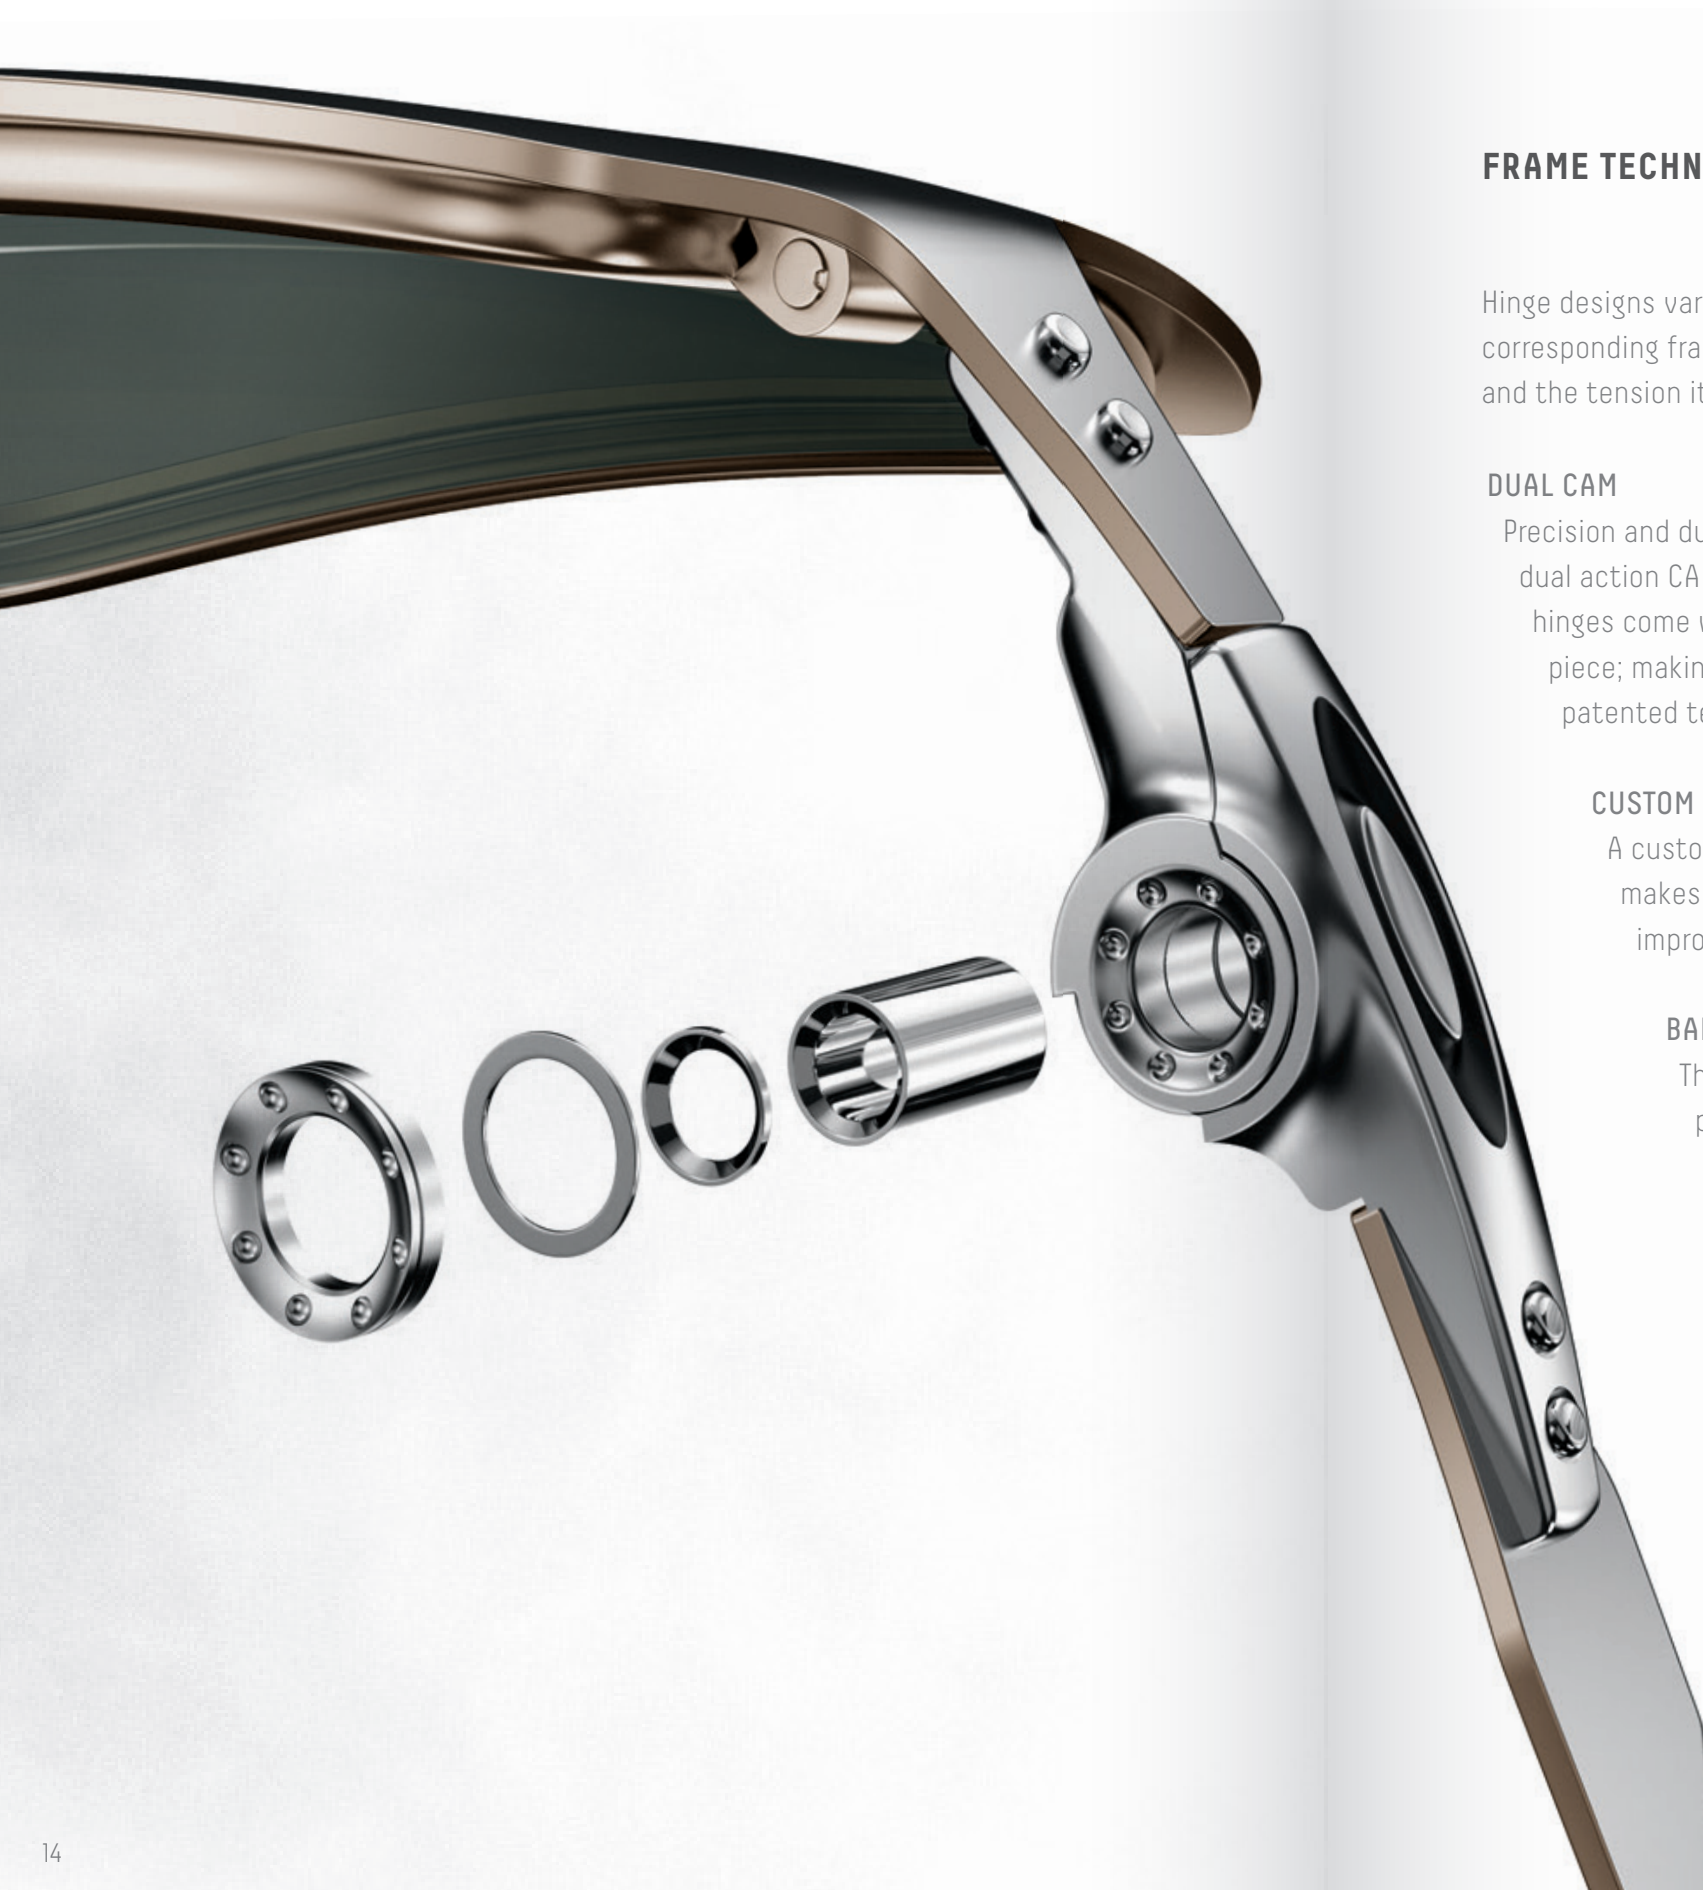 FRAME TECHN
Hinge designs var
corresponding fra
and the tension it
DUAL CAM
Precision and du
dual action CA
hinges come w
piece; makin
patented te
CUSTOM
A custo
makes
impro
BAR
Th
p
14